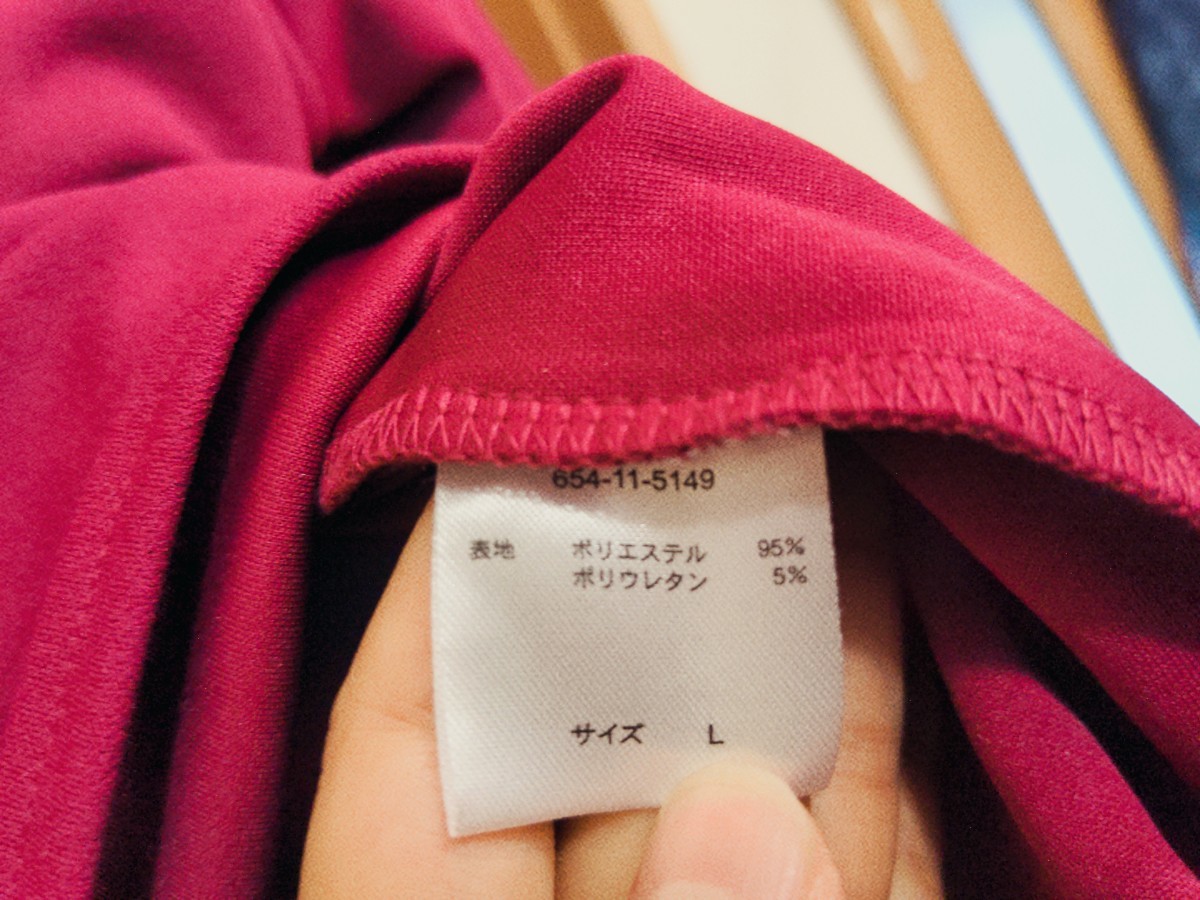 654-11-5149
表地 ポリエステル 95%
ポリウレタン 5%
サイズ L